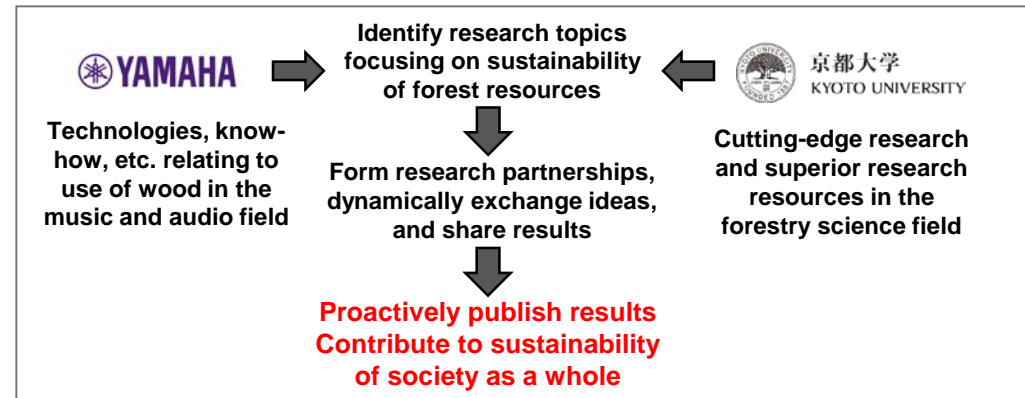 YAMAHA
Technologies, know-
how, etc. relating to
use of wood in the
music and audio field
Identify research topics
focusing on sustainability
of forest resources
Form research partnerships,
dynamically exchange ideas,
and share results
Proactively publish results
Contribute to sustainability
of society as a whole
京都大学
KYOTO UNIVERSITY
Cutting-edge research
and superior research
resources in the
forestry science field